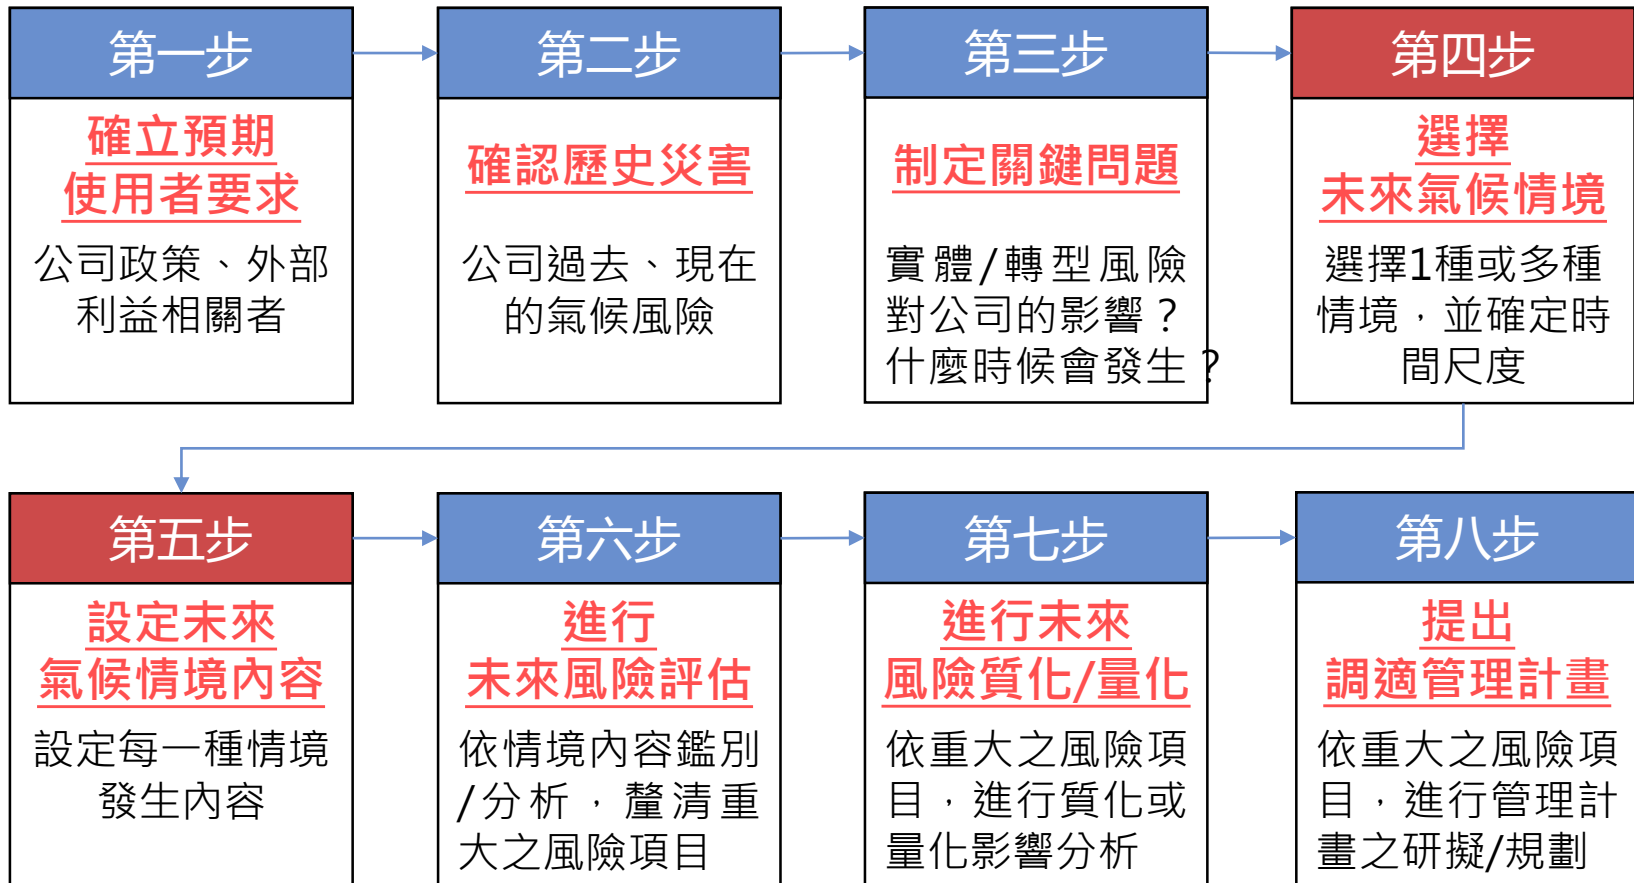 第一步
確立預期
使用者要求
公司政策、外部
利益相關者
第二步
確認歷史災害
公司過去、現在
的氣候風險
第三步
制定關鍵問題
實體/轉型風險
對公司的影響？
什麼時候會發生？
第四步
選擇
未來氣候情境
選擇1種或多種
情境，並確定時
間尺度
第五步
設定未來
氣候情境內容
設定每一種情境
發生內容
第六步
進行
未來風險評估
依情境內容鑑別
/分析，釐清重
大之風險項目
第七步
進行未來
風險質化/量化
依重大之風險項
目，進行質化或
量化影響分析
第八步
提出
調適管理計畫
依重大之風險項
目，進行管理計
畫之研擬/規劃